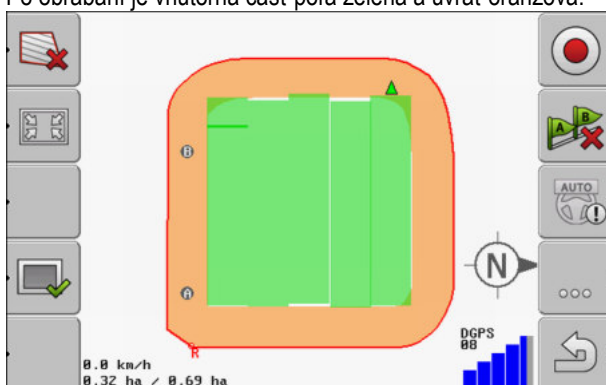 Po obrábaní je vnútorná časť poľa zelená a úvrať oranžová.
A B
AUTO
B
N
A
DGPS
08
R
0.0 km/h
0.32 ha / 0.69 ha